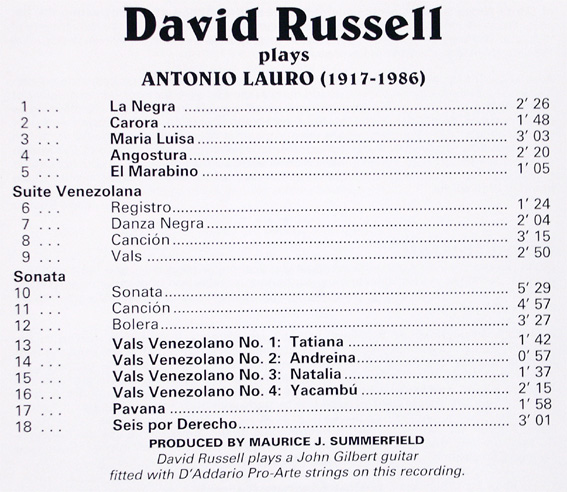 David Russell
plays
ANTONIO LAURO (1917-1986)
1 ... La Negra ........ 2' 26
2 ... Carora ........ 1' 48
3 ... Maria Luisa ........ 3' 03
4 ... Angostura ........ 2' 20
5 ... El Marabino ........ 1' 05
Suite Venezolana
6 ... Registro ........ 1' 24
7 ... Danza Negra ........ 2' 04
8 ... Canción ........ 3' 15
9 ... Vals ........ 2' 50
Sonata
10 ... Sonata ........ 5' 29
11 ... Canción ........ 4' 57
12 ... Bolera ........ 3' 27
13 ... Vals Venezolano No. 1: Tatiana ........ 1' 42
14 ... Vals Venezolano No. 2: Andreina ........ 0' 57
15 ... Vals Venezolano No. 3: Natalia ........ 1' 37
16 ... Vals Venezolano No. 4: Yacambú ........ 2' 15
17 ... Pavana ........ 1' 58
18 ... Seis por Derecho ........ 3' 01
PRODUCED BY MAURICE J. SUMMERFIELD
David Russell plays a John Gilbert guitar
fitted with D'Addario Pro-Arte strings on this recording.